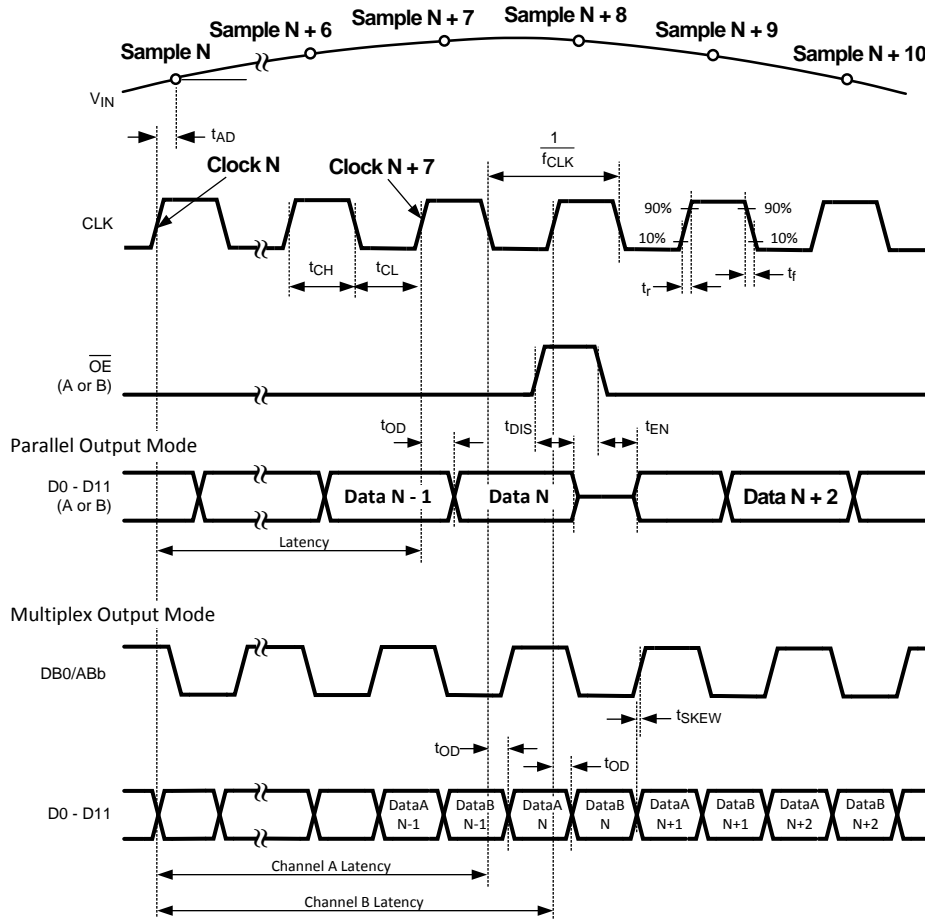 Sample N
Sample N + 6
Sample N + 7
Sample N + 8
Sample N + 9
Sample N + 10
VIN
tAD
Clock N
Clock N + 7
1
fCLK
CLK
90%
90%
10%
10%
tCH
tCL
tr
tf
OE
(A or B)
tOD
tDIS
tEN
Parallel Output Mode
D0 - D11
(A or B)
Data N - 1
Data N
Data N + 2
Latency
Multiplex Output Mode
DB0/ABb
tSKEW
tOD
tOD
D0 - D11
DataA
N-1
DataB
N-1
DataA
N
DataB
N
DataA
N+1
DataB
N+1
DataA
N+2
DataB
N+2
Channel A Latency
Channel B Latency